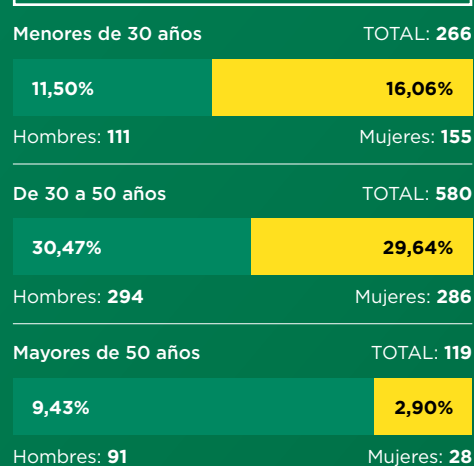 Menores de 30 años TOTAL: 266
11,50% 16,06%
Hombres: 111 Mujeres: 155
De 30 a 50 años TOTAL: 580
30,47% 29,64%
Hombres: 294 Mujeres: 286
Mayores de 50 años TOTAL: 119
9,43% 2,90%
Hombres: 91 Mujeres: 28